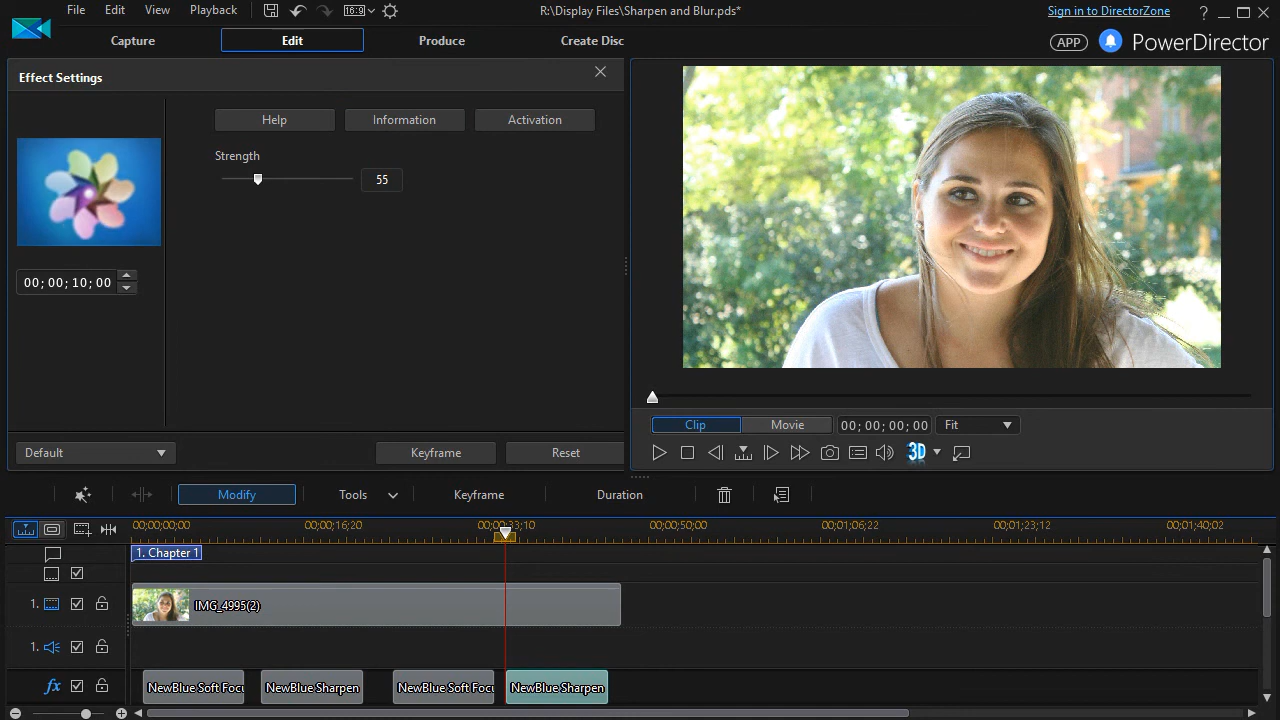 File Edit View Playback
16:9
R:\Display Files\Sharpen and Blur.pds*
Sign in to DirectorZone
?
Capture Edit Produce Create Disc
APP PowerDirector
Effect Settings
Help Information Activation
Strength
55
00; 00; 10; 00
Default Keyframe Reset
Clip Movie 00; 00; 00; 00 Fit
3D
Modify Tools Keyframe Duration
00;00;00;00 00;00;16;20 00;00;33;10 00;00;50;00 00;01;06;22 00;01;23;12 00;01;40;02
1. Chapter 1
1. IMG_4995(2)
1.
fx NewBlue Soft Focu NewBlue Sharpen NewBlue Soft Focu NewBlue Sharpen